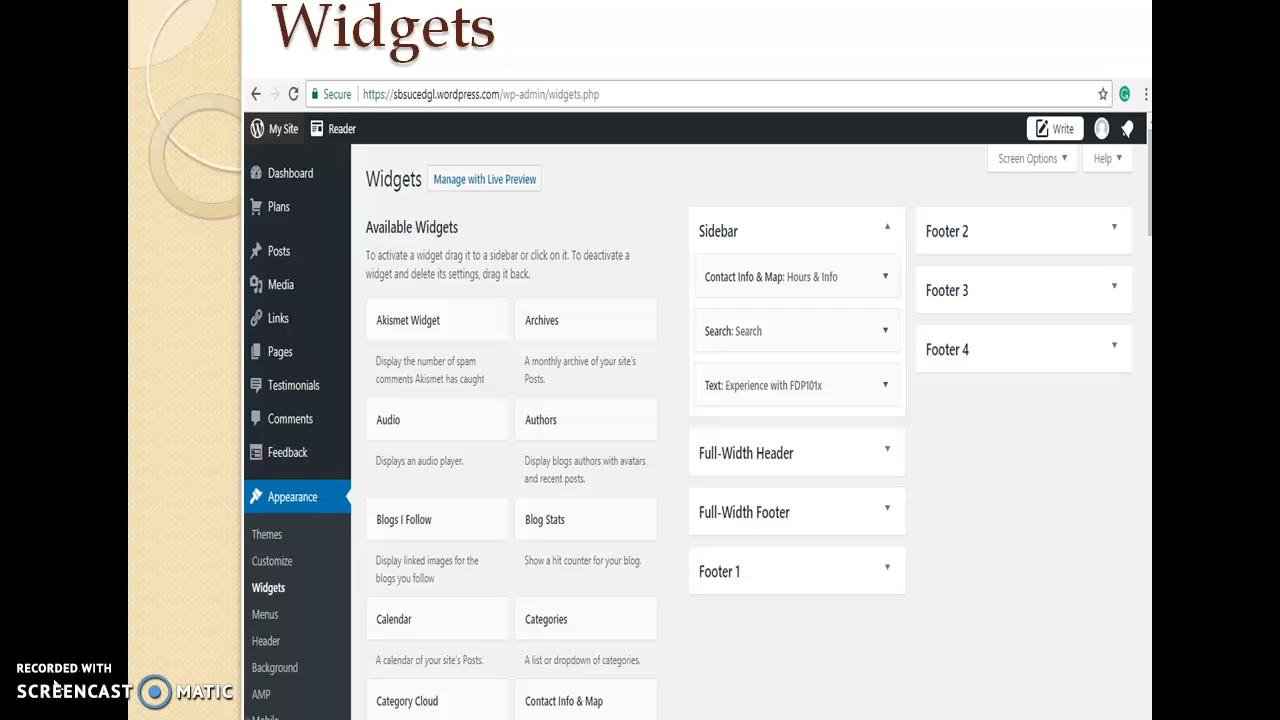 Widgets
Secure https://sbsucedgl.wordpress.com/wp-admin/widgets.php
My Site Reader Write
Screen Options Help
Dashboard
Plans
Posts
Media
Links
Pages
Testimonials
Comments
Feedback
Appearance
Themes
Customize
Widgets
Menus
Header
Background
AMP
Mobile
Widgets Manage with Live Preview
Available Widgets
To activate a widget drag it to a sidebar or click on it. To deactivate a
widget and delete its settings, drag it back.
Akismet Widget Archives
Display the number of spam A monthly archive of your site's
comments Akismet has caught Posts.
Audio Authors
Displays an audio player. Display blogs authors with avatars
and recent posts.
Blogs I Follow Blog Stats
Display linked images for the Show a hit counter for your blog.
blogs you follow
Calendar Categories
A calendar of your site's Posts. A list or dropdown of categories.
Category Cloud Contact Info & Map
Sidebar
Contact Info & Map: Hours & Info
Search: Search
Text: Experience with FDP101x
Full-Width Header
Full-Width Footer
Footer 1
Footer 2
Footer 3
Footer 4
RECORDED WITH
SCREENCAST MATIC